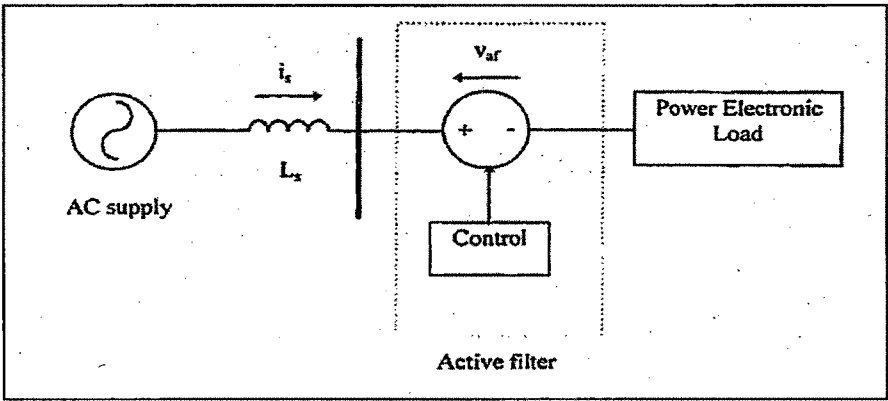 v_af
i_s
Power Electronic
Load
+ -
L_s
AC supply
Control
Active filter